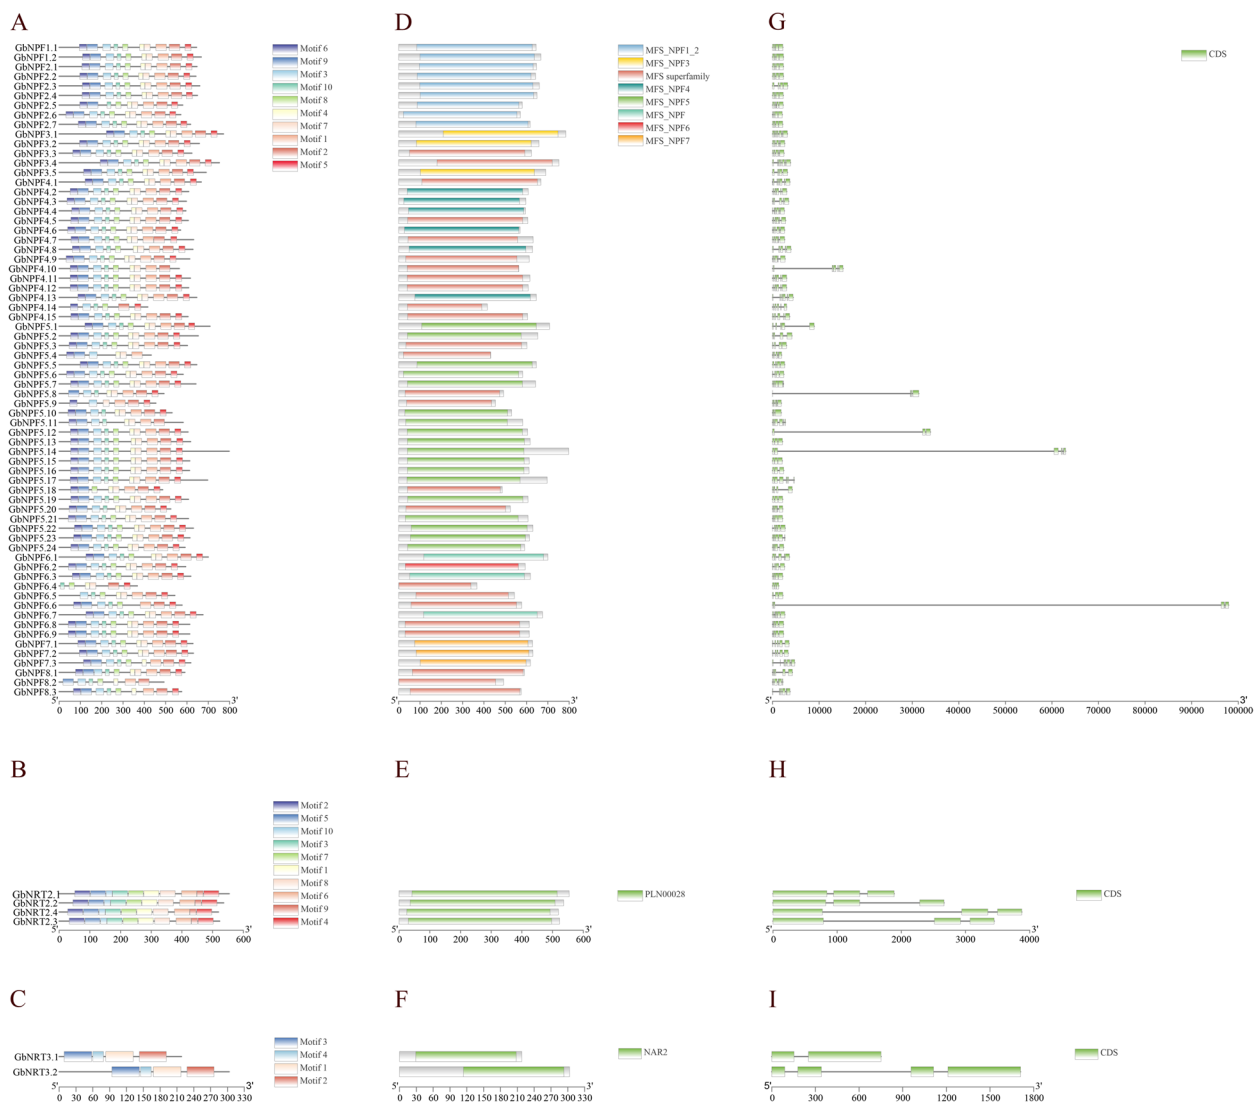 A
D
G
GbNPF1.1
GbNPF1.2
GbNPF2.1
GbNPF2.2
GbNPF2.3
GbNPF2.4
GbNPF2.5
GbNPF2.6
GbNPF2.7
GbNPF3.1
GbNPF3.2
GbNPF3.3
GbNPF3.4
GbNPF3.5
GbNPF4.1
GbNPF4.2
GbNPF4.3
GbNPF4.4
GbNPF4.5
GbNPF4.6
GbNPF4.7
GbNPF4.8
GbNPF4.9
GbNPF4.10
GbNPF4.11
GbNPF4.12
GbNPF4.13
GbNPF4.14
GbNPF4.15
GbNPF5.1
GbNPF5.2
GbNPF5.3
GbNPF5.4
GbNPF5.5
GbNPF5.6
GbNPF5.7
GbNPF5.8
GbNPF5.9
GbNPF5.10
GbNPF5.11
GbNPF5.12
GbNPF5.13
GbNPF5.14
GbNPF5.15
GbNPF5.16
GbNPF5.17
GbNPF5.18
GbNPF5.19
GbNPF5.20
GbNPF5.21
GbNPF5.22
GbNPF5.23
GbNPF5.24
GbNPF6.1
GbNPF6.2
GbNPF6.3
GbNPF6.4
GbNPF6.5
GbNPF6.6
GbNPF6.7
GbNPF6.8
GbNPF6.9
GbNPF7.1
GbNPF7.2
GbNPF7.3
GbNPF8.1
GbNPF8.2
GbNPF8.3
5' 3'
0 100 200 300 400 500 600 700 800
Motif 6
Motif 9
Motif 3
Motif 10
Motif 8
Motif 4
Motif 7
Motif 1
Motif 2
Motif 5
5' 3'
0 100 200 300 400 500 600 700 800
MFS_NPF1_2
MFS_NPF3
MFS superfamily
MFS_NPF4
MFS_NPF5
MFS_NPF
MFS_NPF6
MFS_NPF7
CDS
5' 3'
0 10000 20000 30000 40000 50000 60000 70000 80000 90000 100000
B
E
H
GbNRT2.1
GbNRT2.2
GbNRT2.4
GbNRT2.3
5' 3'
0 100 200 300 400 500 600
Motif 2
Motif 5
Motif 10
Motif 3
Motif 7
Motif 1
Motif 8
Motif 6
Motif 9
Motif 4
5' 3'
0 100 200 300 400 500 600
PLN00028
5' 3'
0 1000 2000 3000 4000
CDS
C
F
I
GbNRT3.1
GbNRT3.2
5' 3'
0 30 60 90 120 150 180 210 240 270 300 330
Motif 3
Motif 4
Motif 1
Motif 2
5' 3'
0 30 60 90 120 150 180 210 240 270 300 330
NAR2
5' 3'
0 300 600 900 1200 1500 1800
CDS